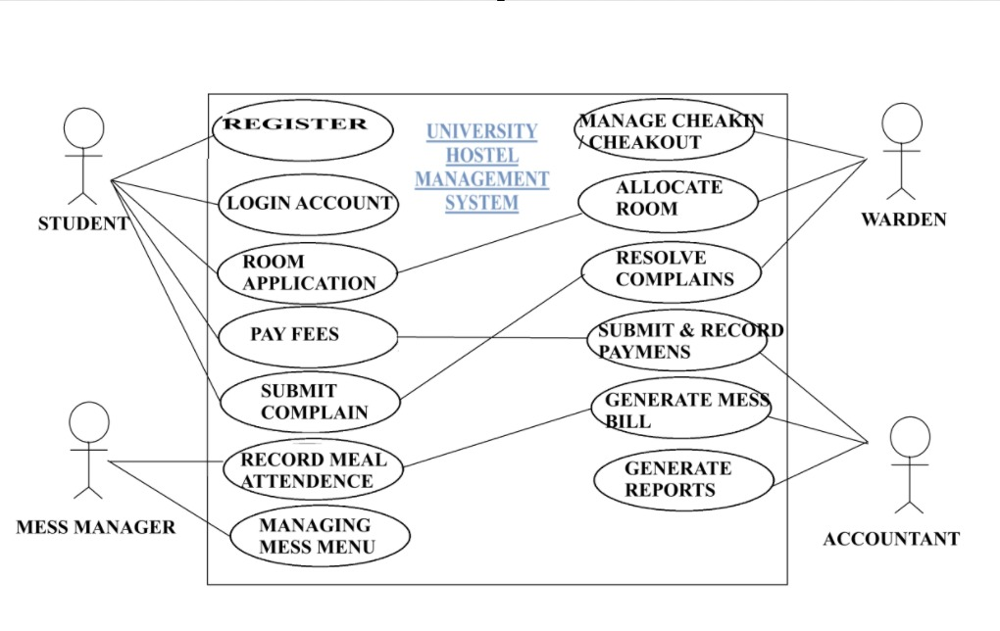 UNIVERSITY
HOSTEL
MANAGEMENT
SYSTEM
STUDENT
REGISTER
LOGIN ACCOUNT
ROOM
APPLICATION
PAY FEES
SUBMIT
COMPLAIN
MESS MANAGER
RECORD MEAL
ATTENDENCE
MANAGING
MESS MENU
MANAGE CHEAKIN
/ CHEAKOUT
ALLOCATE
ROOM
RESOLVE
COMPLAINS
WARDEN
SUBMIT & RECORD
PAYMENS
GENERATE MESS
BILL
GENERATE
REPORTS
ACCOUNTANT